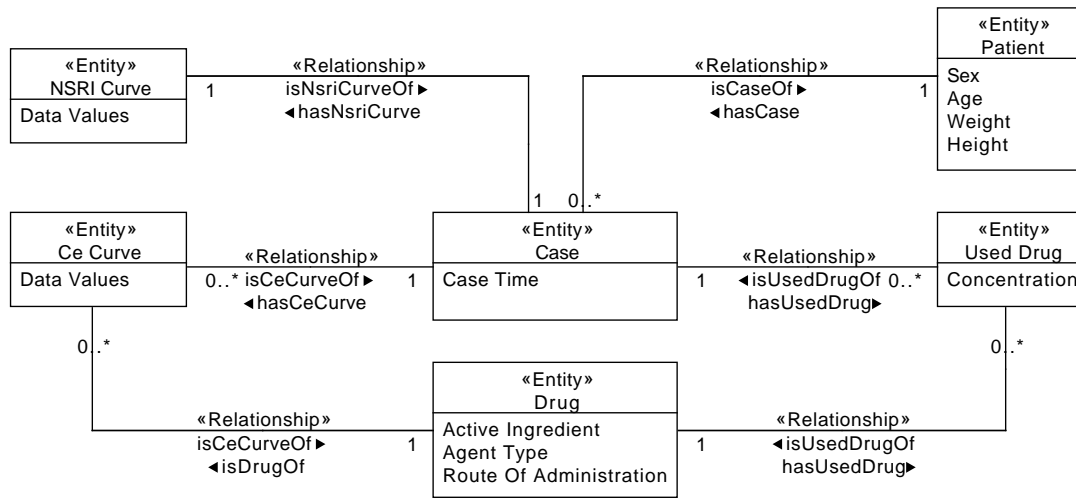 «Entity»
NSRI Curve
Data Values
«Relationship»
1 isNsriCurveOf ▶
◀ hasNsriCurve
1
«Relationship»
isCaseOf ▶ 1
◀ hasCase
0..*
«Entity»
Patient
Sex
Age
Weight
Height
«Entity»
Ce Curve
Data Values
«Relationship»
0..* isCeCurveOf ▶ 1
◀ hasCeCurve
«Entity»
Case
Case Time
«Relationship»
1 ◀ isUsedDrugOf 0..*
hasUsedDrug ▶
«Entity»
Used Drug
Concentration
0..*
0..*
«Relationship»
isCeCurveOf ▶ 1
◀ isDrugOf
«Entity»
Drug
Active Ingredient
Agent Type
Route Of Administration
«Relationship»
1 ◀ isUsedDrugOf
hasUsedDrug ▶